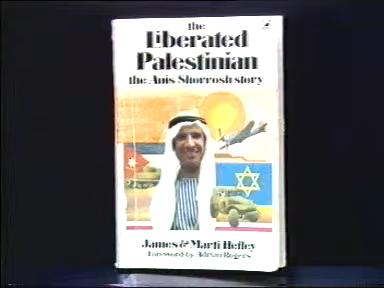 the
Liberated
Palestinian
the Anis Shorrosh story
James & Marti Hefley
Foreword by Adrian Rogers